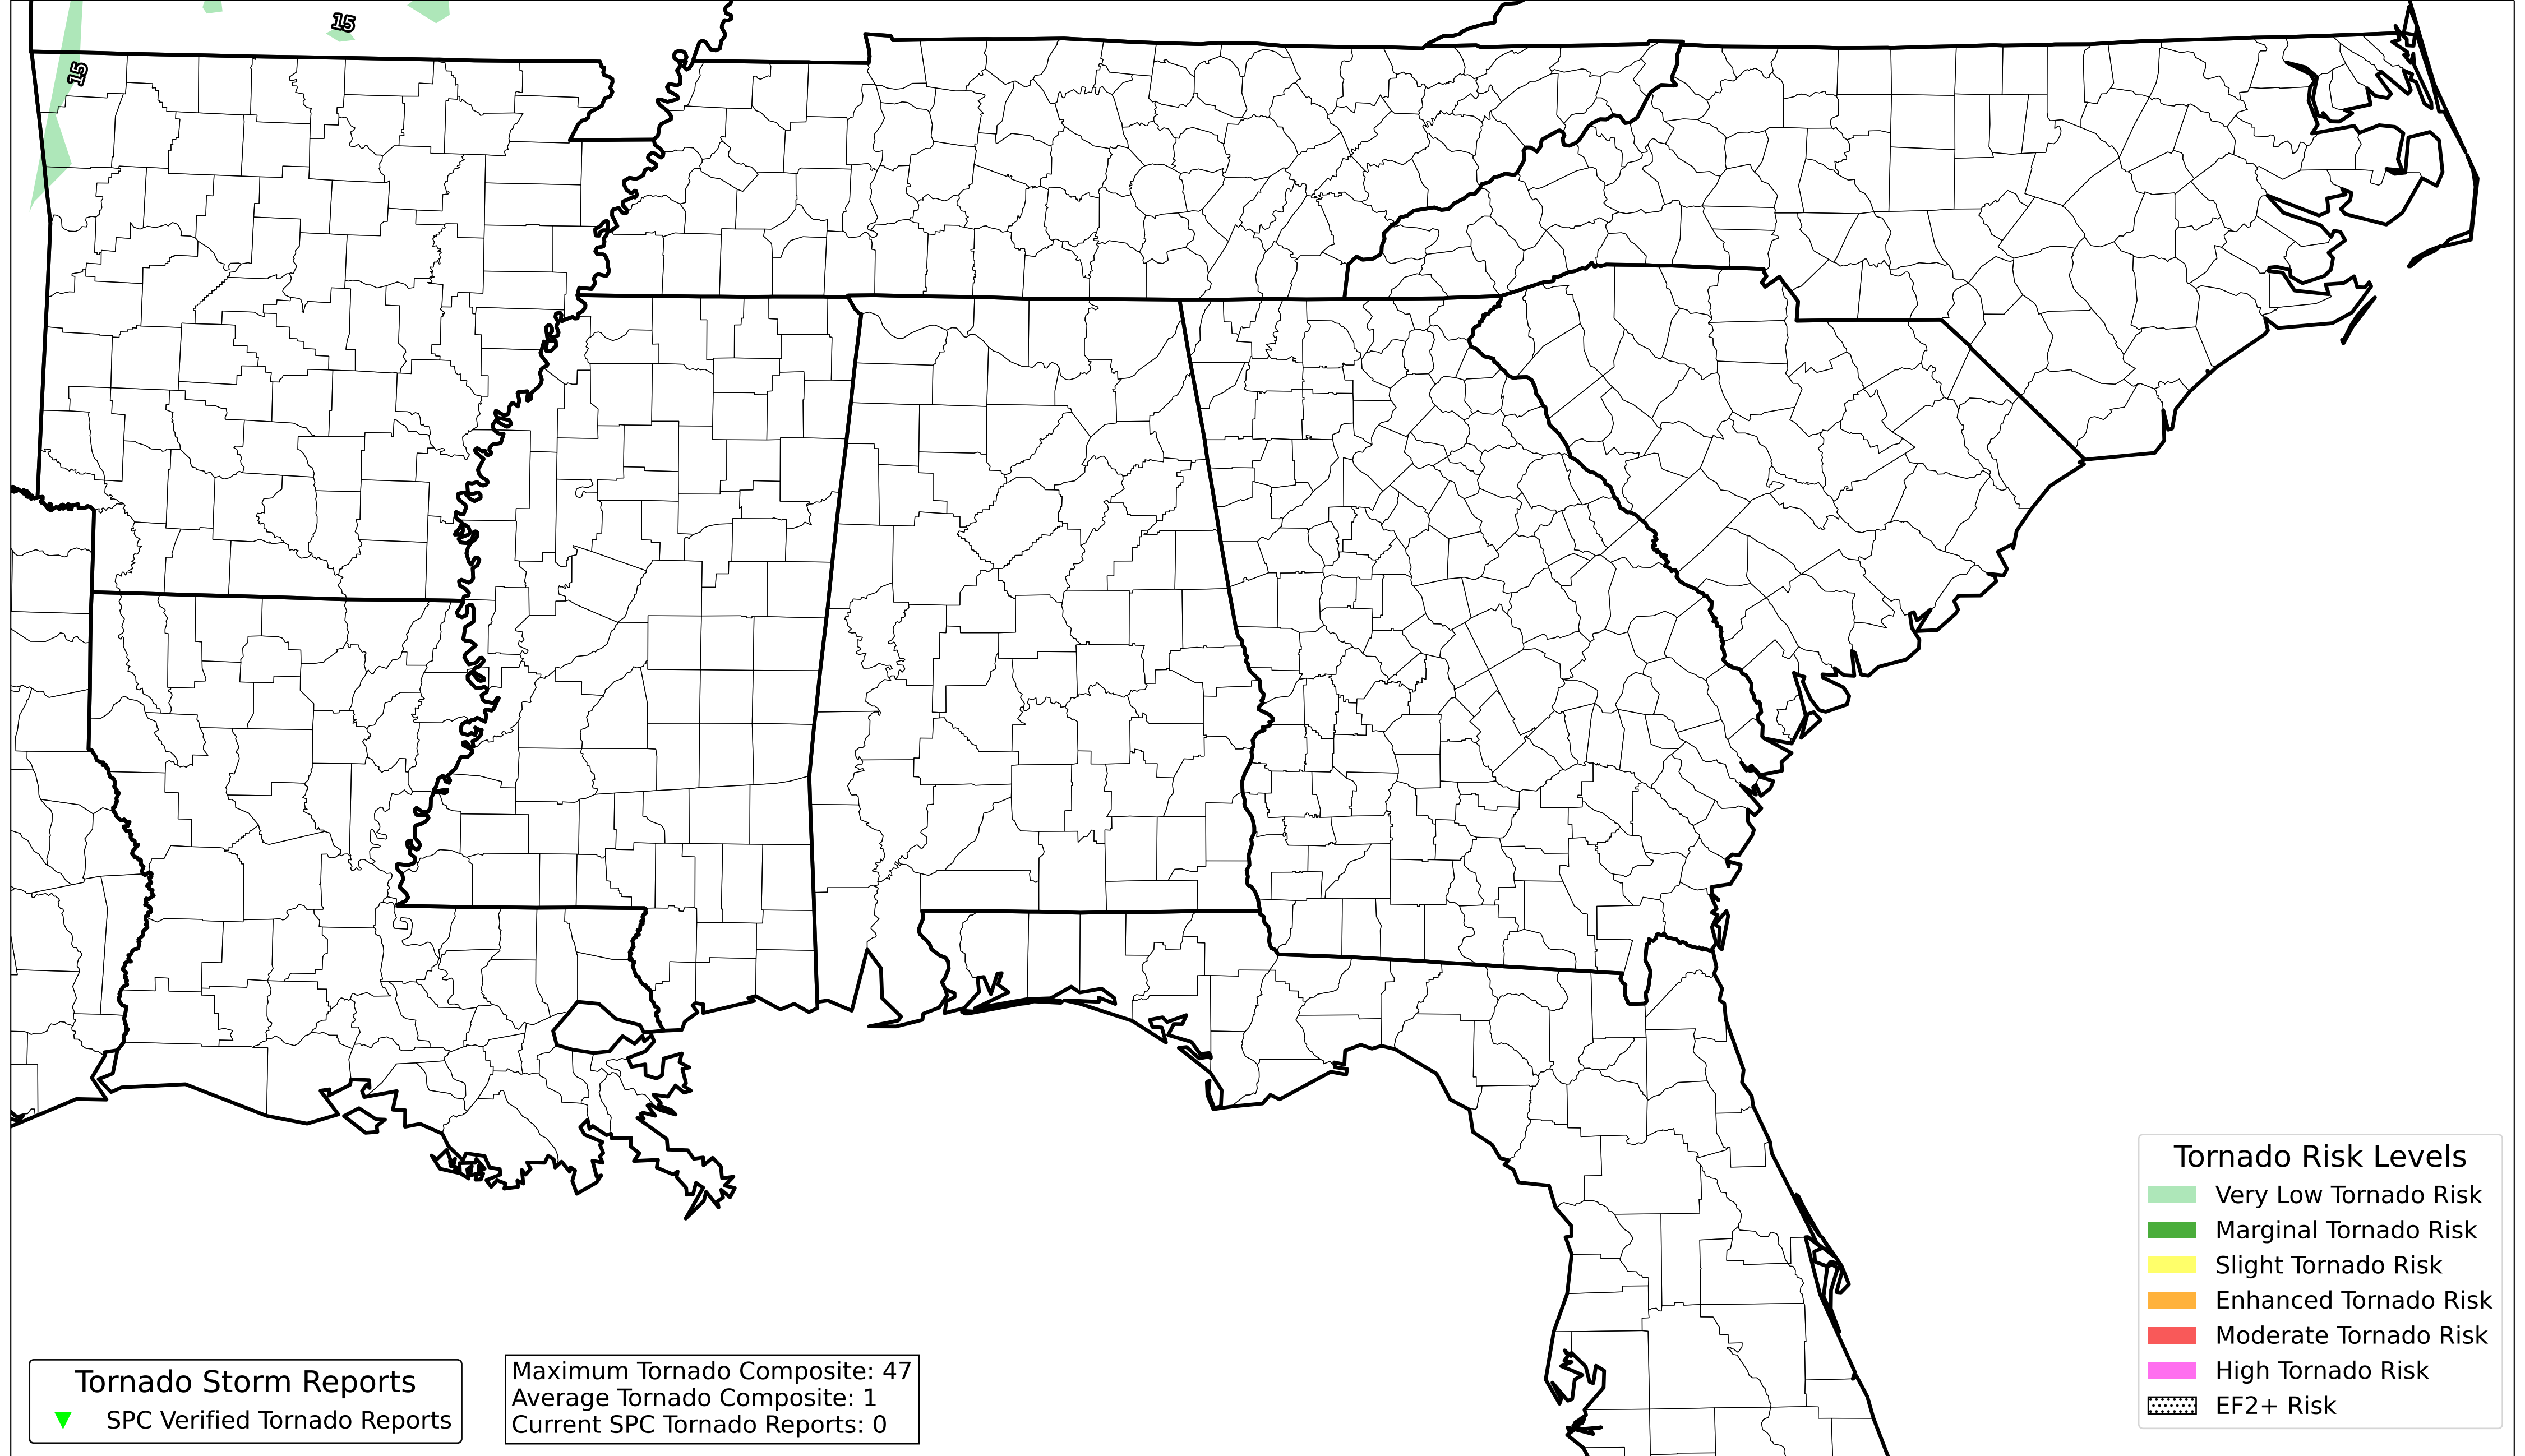 15
15
Tornado Risk Levels
Very Low Tornado Risk
Marginal Tornado Risk
Slight Tornado Risk
Enhanced Tornado Risk
Moderate Tornado Risk
High Tornado Risk
EF2+ Risk
Tornado Storm Reports
SPC Verified Tornado Reports
Maximum Tornado Composite: 47
Average Tornado Composite: 1
Current SPC Tornado Reports: 0